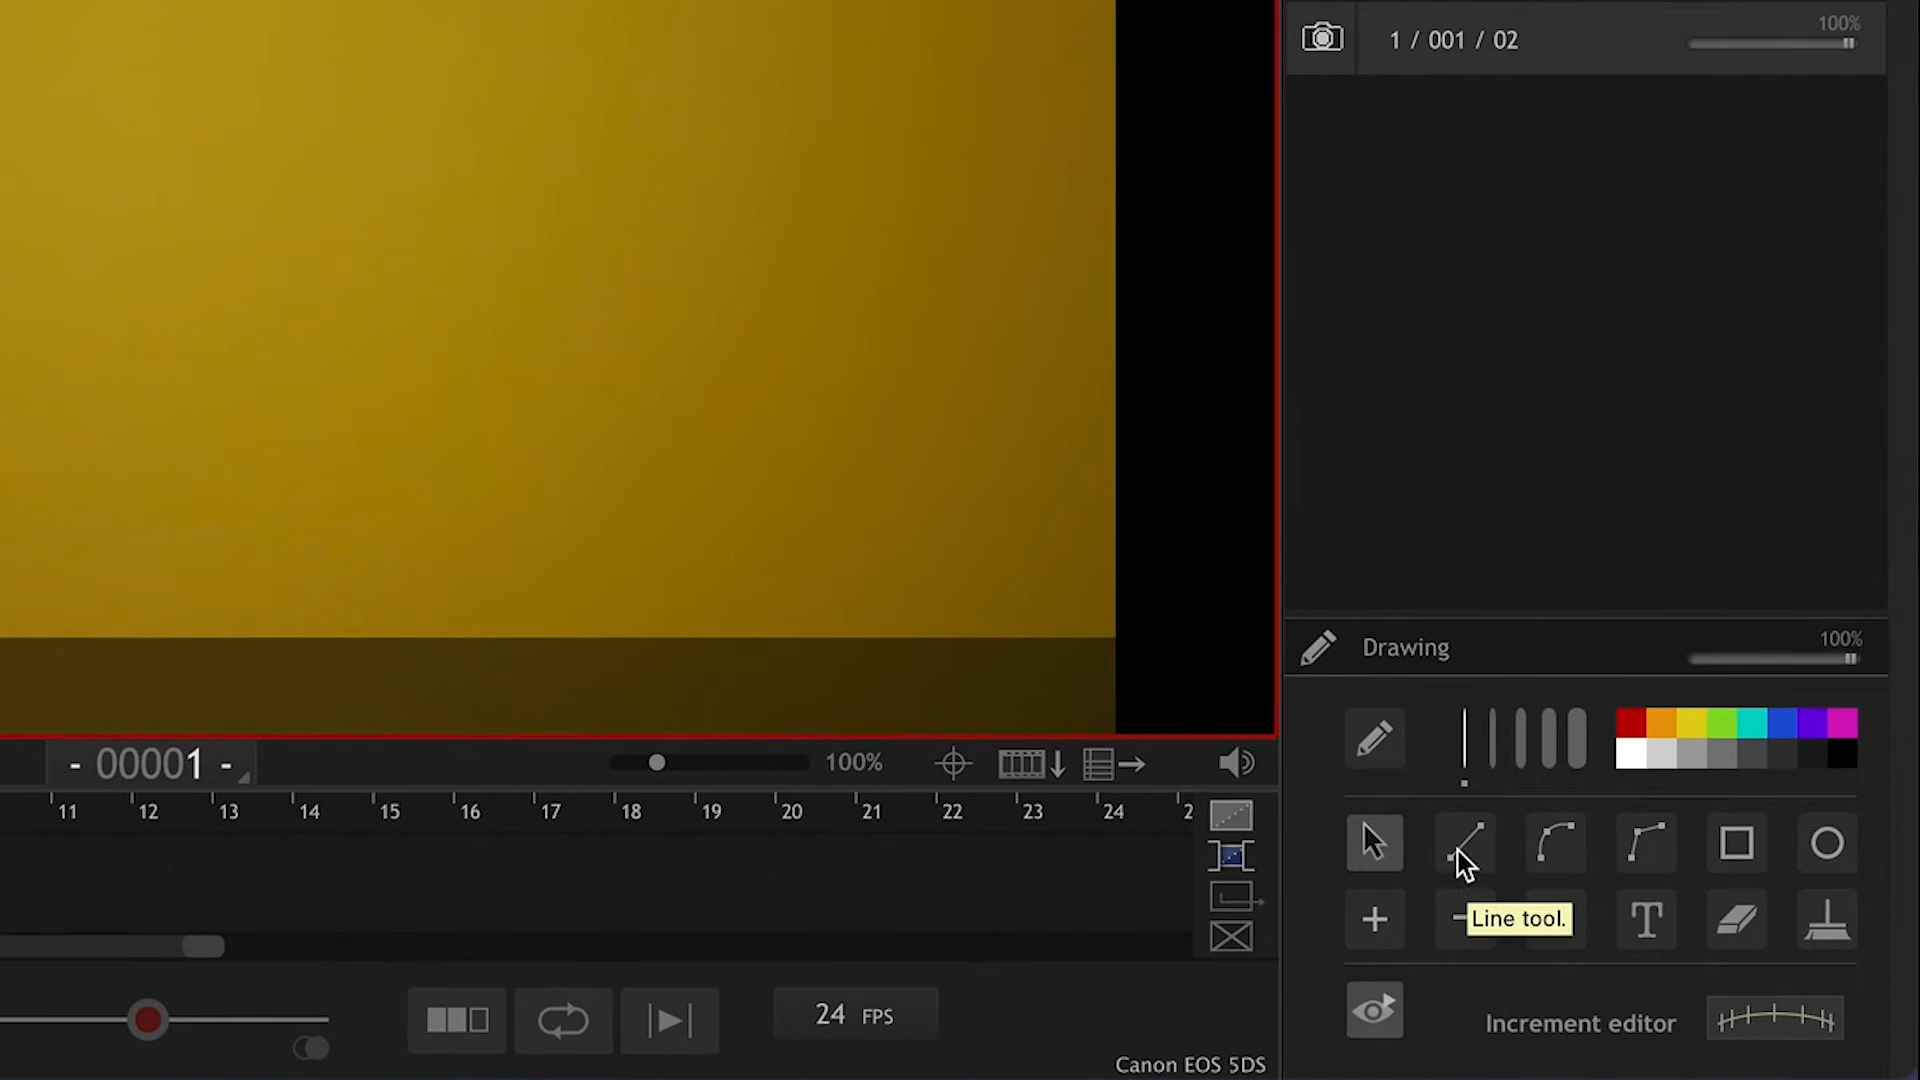 100%
1 / 001 / 02
Drawing
100%
- 00001 -
100%
11 12 13 14 15 16 17 18 19 20 21 22 23 24 2
T
Line tool.
24 FPS
Increment editor
Canon EOS 5DS